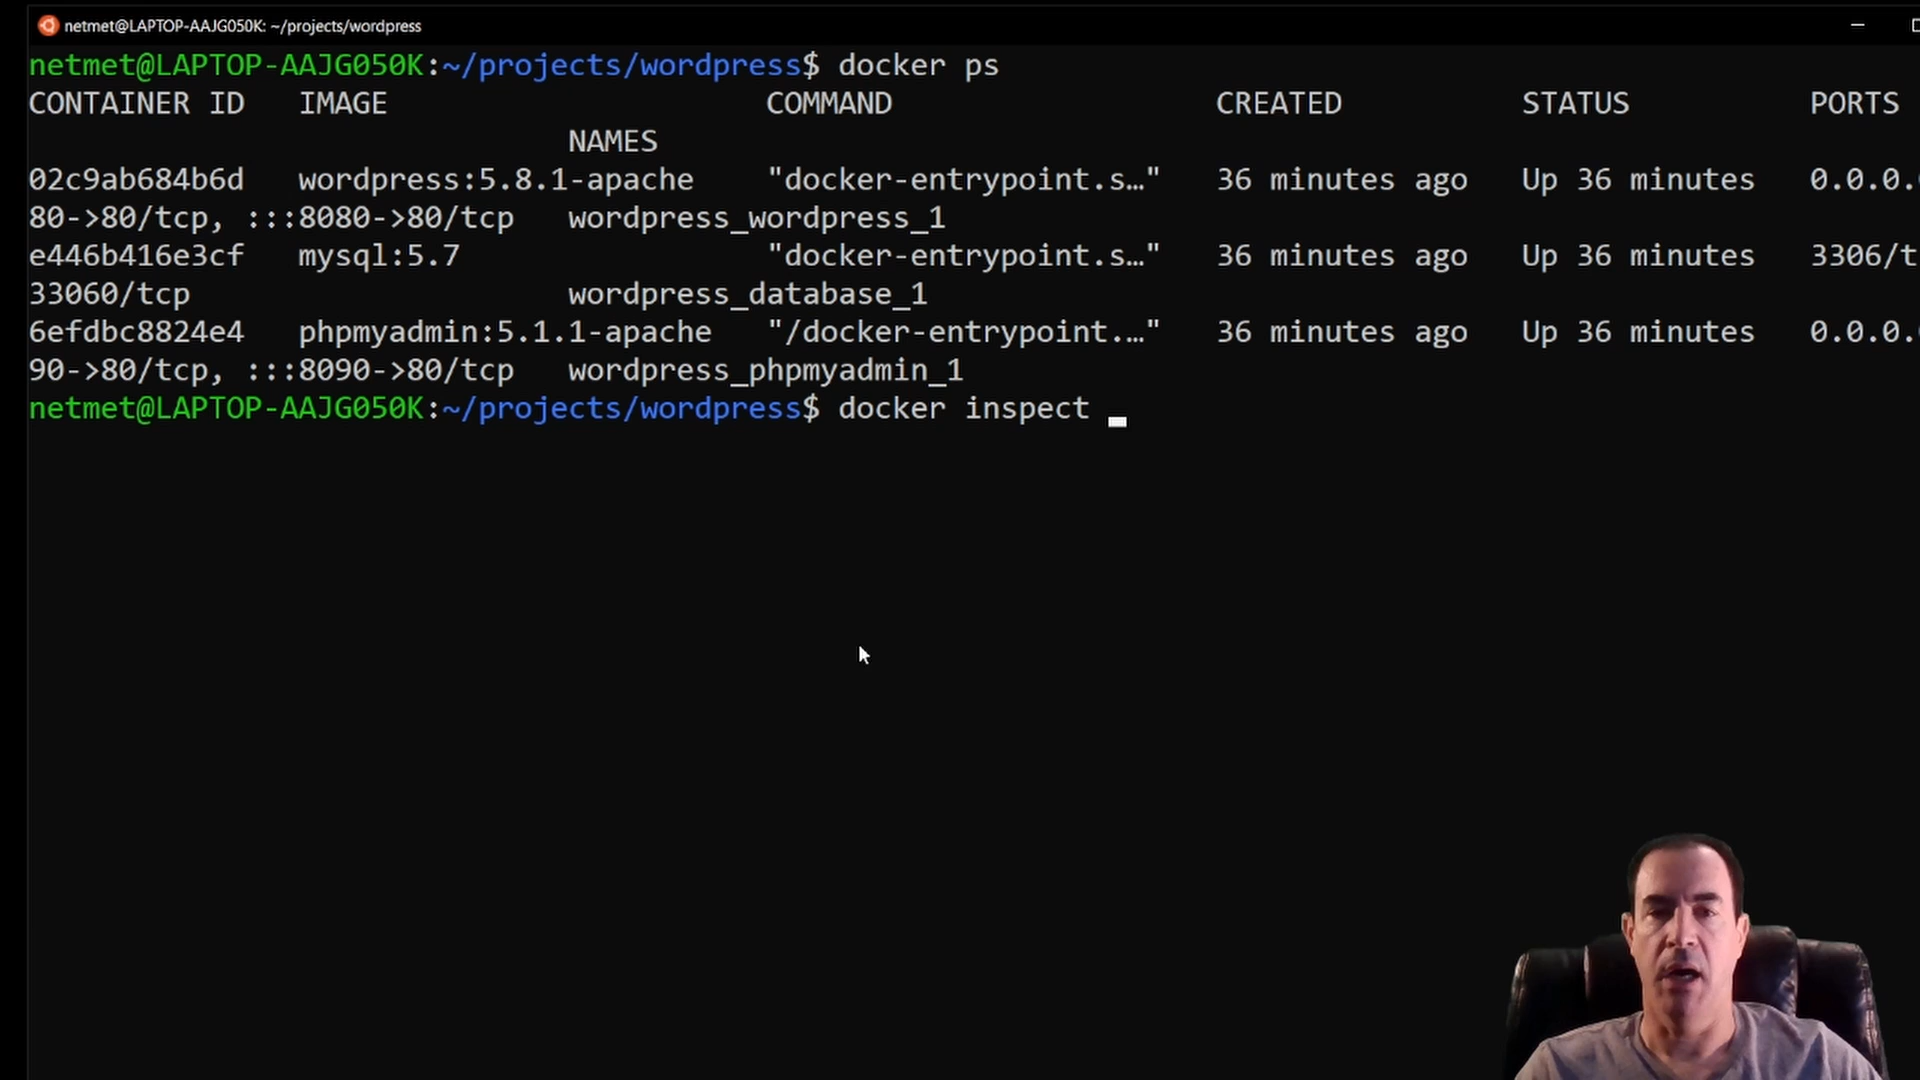 netmet@LAPTOP-AAJG050K: ~/projects/wordpress
netmet@LAPTOP-AAJG050K:~/projects/wordpress$ docker ps
CONTAINER ID   IMAGE                     COMMAND                  CREATED          STATUS          PORTS
                              NAMES
02c9ab684b6d   wordpress:5.8.1-apache    "docker-entrypoint.s…"   36 minutes ago   Up 36 minutes   0.0.0.
80->80/tcp, :::8080->80/tcp   wordpress_wordpress_1
e446b416e3cf   mysql:5.7                 "docker-entrypoint.s…"   36 minutes ago   Up 36 minutes   3306/t
33060/tcp                     wordpress_database_1
6efdbc8824e4   phpmyadmin:5.1.1-apache   "/docker-entrypoint.…"   36 minutes ago   Up 36 minutes   0.0.0.
90->80/tcp, :::8090->80/tcp   wordpress_phpmyadmin_1
netmet@LAPTOP-AAJG050K:~/projects/wordpress$ docker inspect